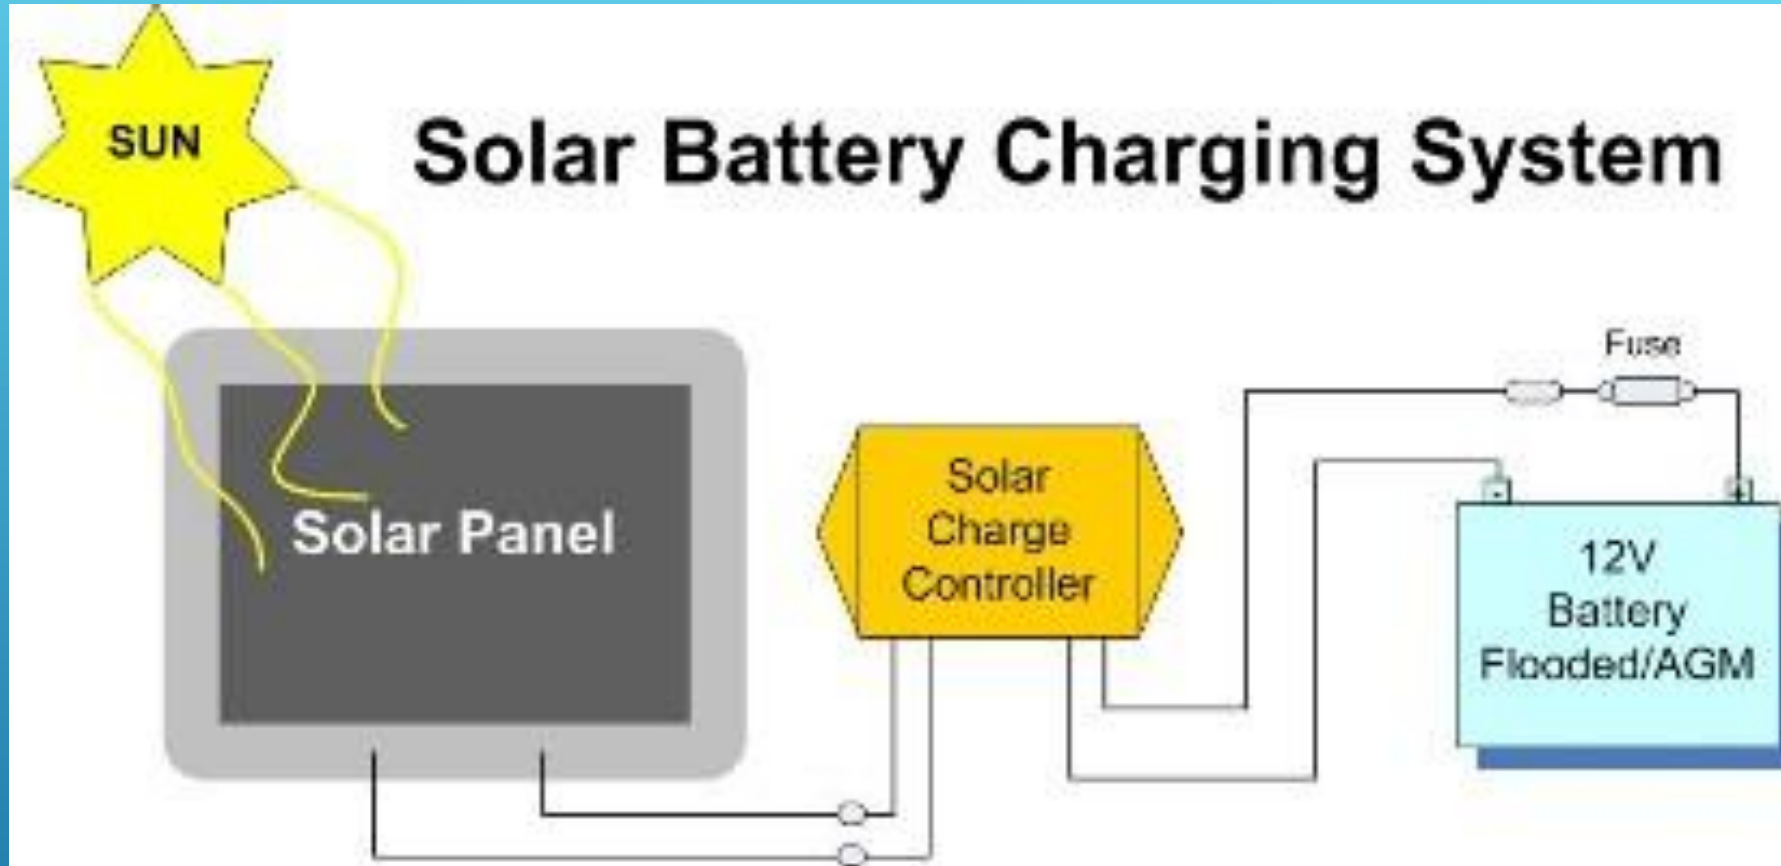 SUN
Solar Battery Charging System
Fuse
Solar Panel
Solar
Charge
Controller
-
+
12V
Battery
Flooded/AGM